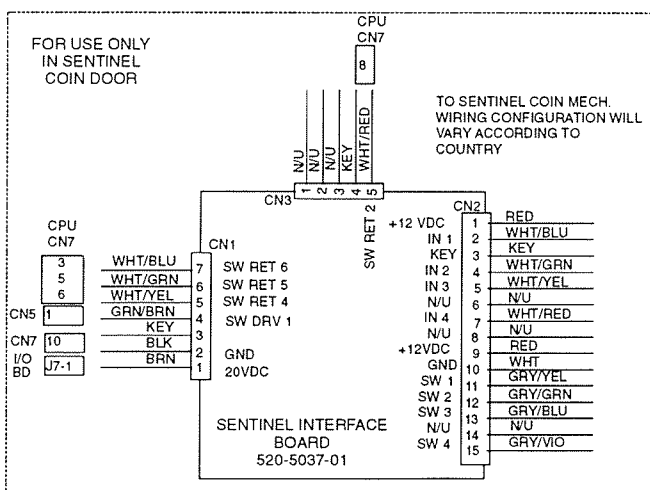 FOR USE ONLY
IN SENTINEL
COIN DOOR
CPU
CN7
8
TO SENTINEL COIN MECH.
WIRING CONFIGURATION WILL
VARY ACCORDING TO
COUNTRY
N/U
N/U
N/U
KEY
WHT/RED
CN3
1
2
3
4
5
SW RET 2
CPU
CN7
3
5
6
CN5 1
CN7 10
I/O
BD J7-1
CN1
WHT/BLU 7 SW RET 6
WHT/GRN 6 SW RET 5
WHT/YEL 5 SW RET 4
GRN/BRN 4 SW DRV 1
KEY 3
BLK 2 GND
BRN 1 20VDC
CN2
+12 VDC 1 RED
IN 1 2 WHT/BLU
KEY 3 KEY
IN 2 4 WHT/GRN
IN 3 5 WHT/YEL
N/U 6 N/U
IN 4 7 WHT/RED
N/U 8 N/U
+12VDC 9 RED
GND 10 WHT
SW 1 11 GRY/YEL
SW 2 12 GRY/GRN
SW 3 13 GRY/BLU
N/U 14 N/U
SW 4 15 GRY/VIO
SENTINEL INTERFACE
BOARD
520-5037-01